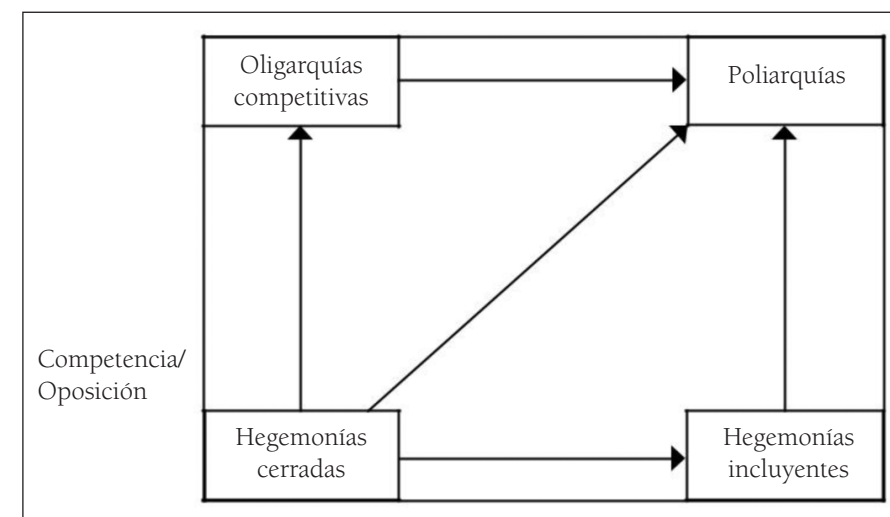 Oligarquías
competitivas
Poliarquías
Competencia/
Oposición
Hegemonías
cerradas
Hegemonías
incluyentes